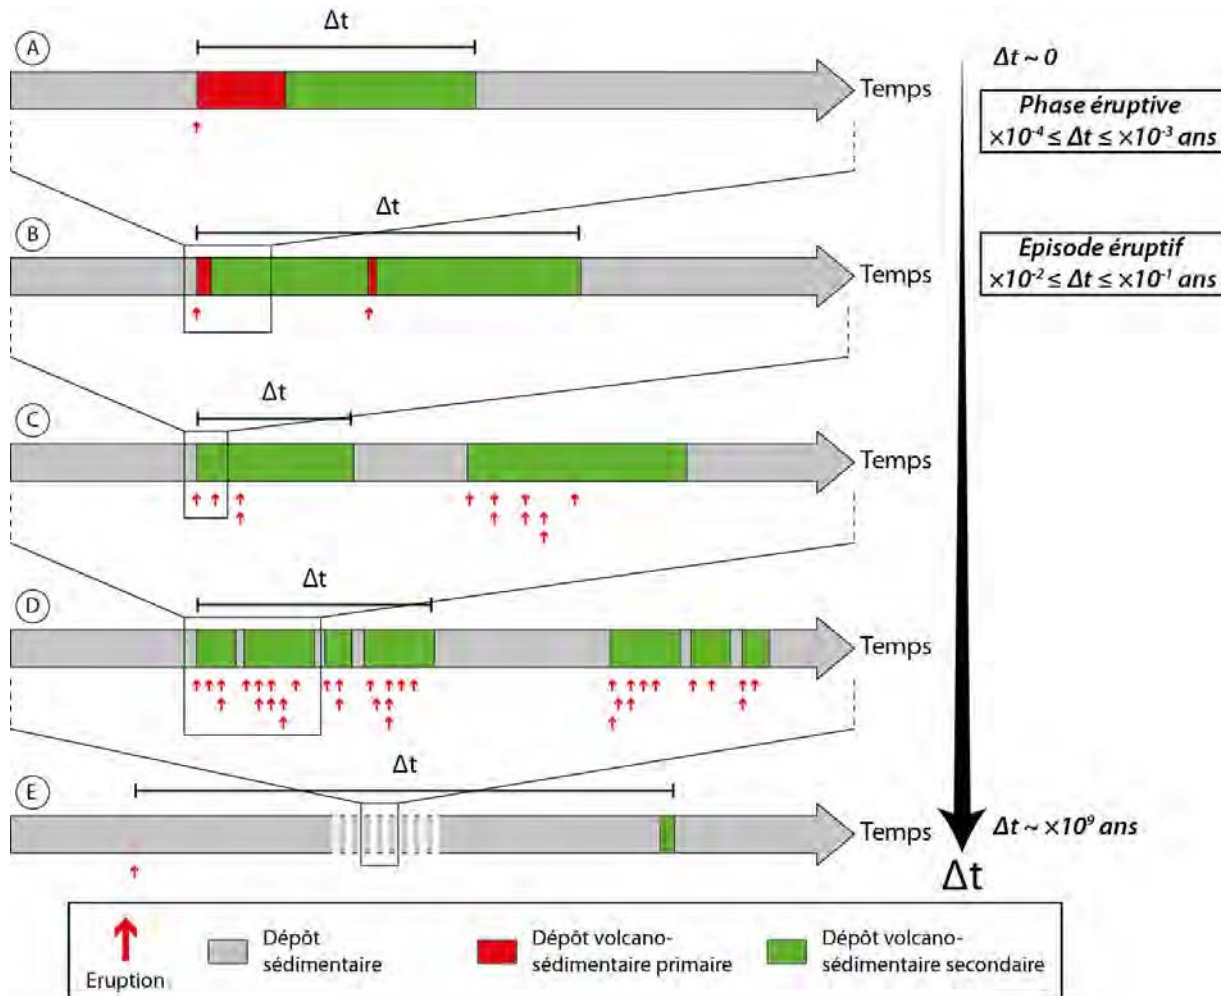 Δt
A
Temps
Δt ~ 0
Phase éruptive
×10⁻⁴ ≤ Δt ≤ ×10⁻³ ans
Δt
B
Temps
Episode éruptif
×10⁻² ≤ Δt ≤ ×10⁻¹ ans
Δt
C
Temps
Δt
D
Temps
Δt
E
Temps
Δt ~ ×10⁹ ans
Δt
Eruption
Dépôt
sédimentaire
Dépôt volcano-
sédimentaire primaire
Dépôt volcano-
sédimentaire secondaire